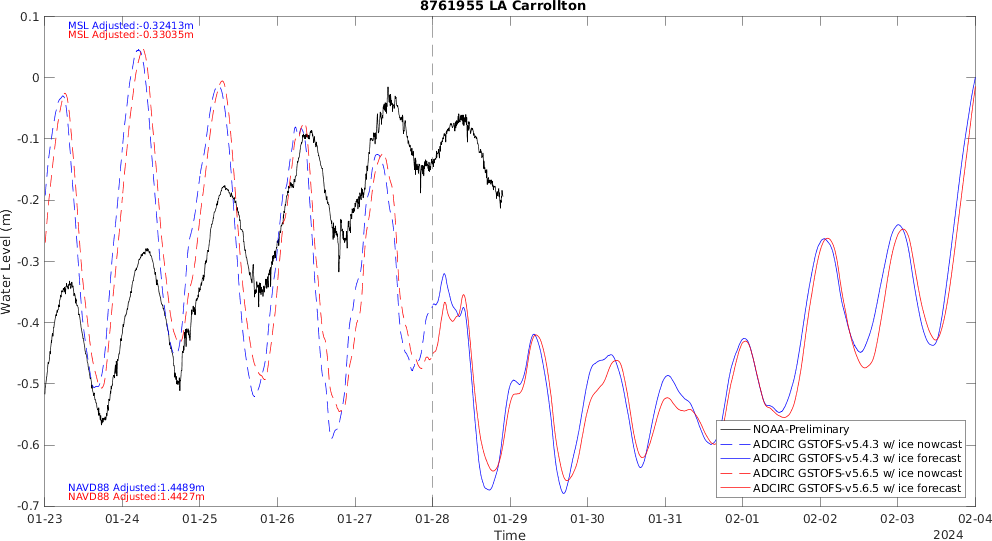 8761955 LA Carrollton
MSL Adjusted:-0.32413m
MSL Adjusted:-0.33035m
0.1
0
-0.1
-0.2
-0.3
-0.4
-0.5
-0.6
-0.7
Water Level (m)
NOAA-Preliminary
ADCIRC GSTOFS-v5.4.3 w/ ice nowcast
ADCIRC GSTOFS-v5.4.3 w/ ice forecast
ADCIRC GSTOFS-v5.6.5 w/ ice nowcast
ADCIRC GSTOFS-v5.6.5 w/ ice forecast
NAVD88 Adjusted:1.4489m
NAVD88 Adjusted:1.4427m
01-23 01-24 01-25 01-26 01-27 01-28 01-29 01-30 01-31 02-01 02-02 02-03 02-04
Time
2024